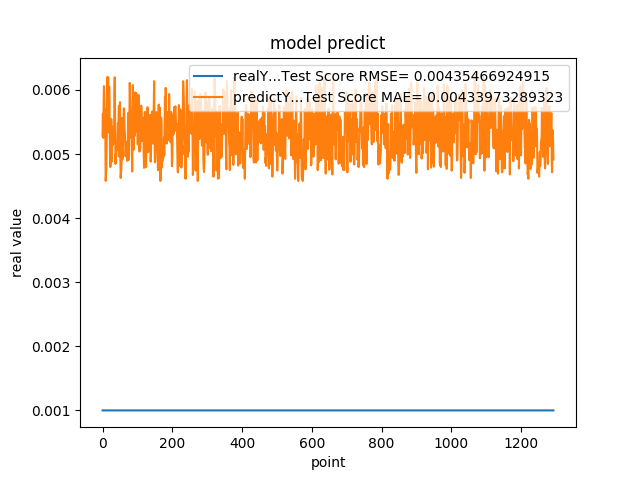 model predict
realY...Test Score RMSE= 0.00435466924915
predictY...Test Score MAE= 0.00433973289323
0.006
0.005
0.004
0.003
0.002
0.001
real value
0 200 400 600 800 1000 1200
point